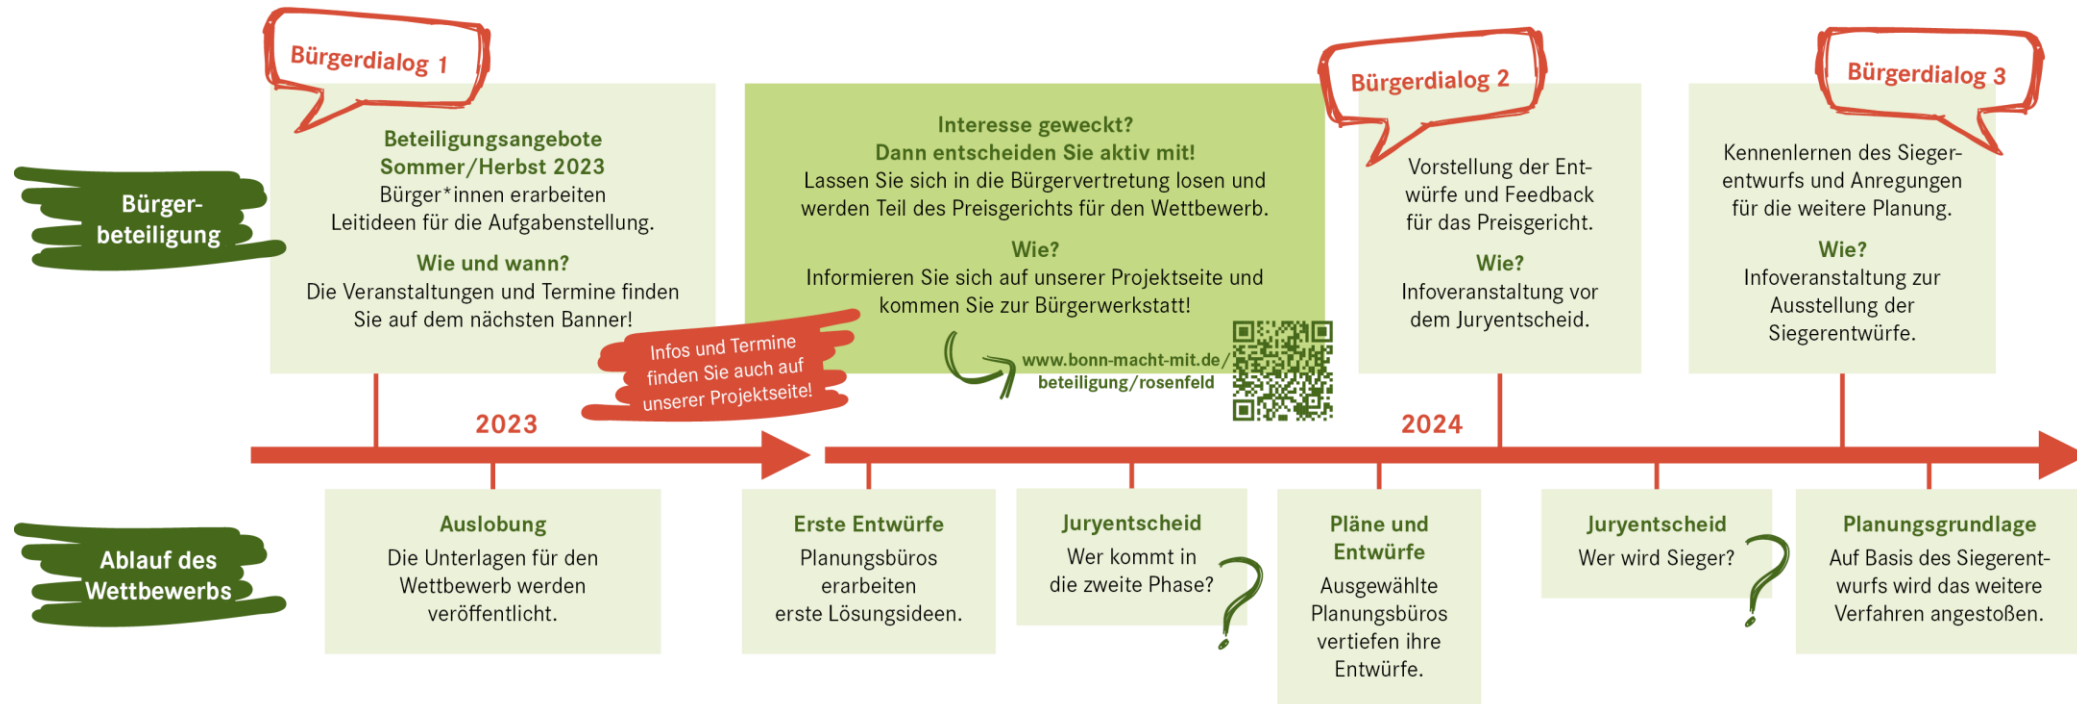 Bürgerdialog 1
Bürger-
beteiligung
Beteiligungsangebote
Sommer/Herbst 2023
Bürger*innen erarbeiten
Leitideen für die Aufgabenstellung.
Wie und wann?
Die Veranstaltungen und Termine finden
Sie auf dem nächsten Banner!
Interesse geweckt?
Dann entscheiden Sie aktiv mit!
Lassen Sie sich in die Bürgervertretung losen und
werden Teil des Preisgerichts für den Wettbewerb.
Wie?
Informieren Sie sich auf unserer Projektseite und
kommen Sie zur Bürgerwerkstatt!
www.bonn-macht-mit.de/
beteiligung/rosenfeld
Infos und Termine
finden Sie auch auf
unserer Projektseite!
Bürgerdialog 2
Vorstellung der Ent-
würfe und Feedback
für das Preisgericht.
Wie?
Infoveranstaltung vor
dem Juryentscheid.
Bürgerdialog 3
Kennenlernen des Sieger-
entwurfs und Anregungen
für die weitere Planung.
Wie?
Infoveranstaltung zur
Ausstellung der
Siegerentwürfe.
2023
2024
Ablauf des
Wettbewerbs
Auslobung
Die Unterlagen für den
Wettbewerb werden
veröffentlicht.
Erste Entwürfe
Planungsbüros
erarbeiten
erste Lösungsideen.
Juryentscheid
Wer kommt in
die zweite Phase?
?
Pläne und
Entwürfe
Ausgewählte
Planungsbüros
vertiefen ihre
Entwürfe.
Juryentscheid
Wer wird Sieger?
?
Planungsgrundlage
Auf Basis des Siegerent-
wurfs wird das weitere
Verfahren angestoßen.